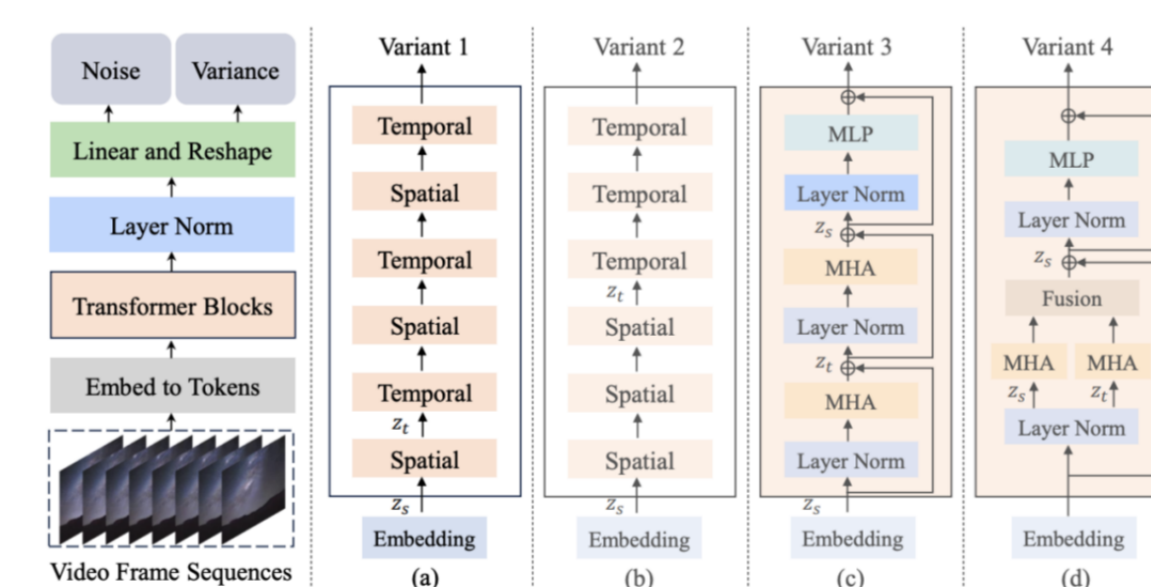 Noise
Variance
Linear and Reshape
Layer Norm
Transformer Blocks
Embed to Tokens
Video Frame Sequences
Variant 1
Temporal
Spatial
Temporal
Spatial
Temporal
z_t
Spatial
z_s
Embedding
(a)
Variant 2
Temporal
Temporal
Temporal
z_t
Spatial
Spatial
Spatial
z_s
Embedding
(b)
Variant 3
MLP
Layer Norm
z_s
MHA
Layer Norm
z_t
MHA
Layer Norm
z_s
Embedding
(c)
Variant 4
MLP
Layer Norm
z_s
Fusion
MHA MHA
z_s z_t
Layer Norm
Embedding
(d)